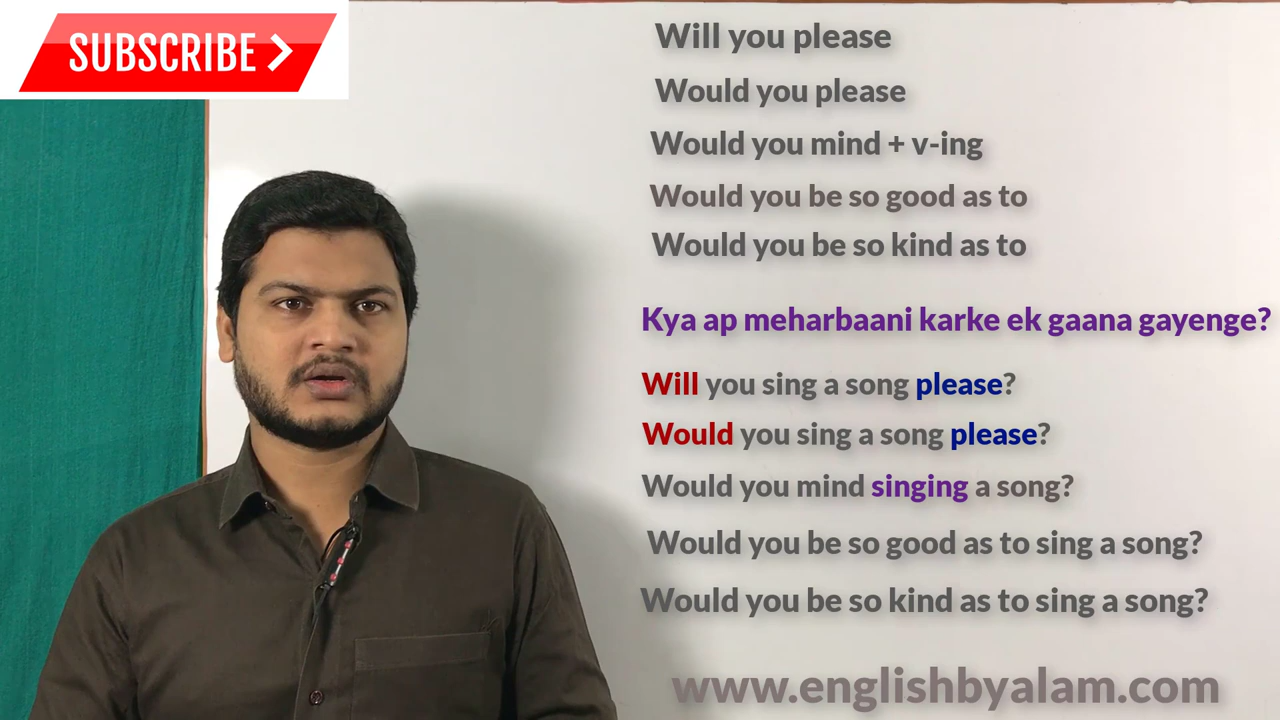 SUBSCRIBE
Will you please
Would you please
Would you mind + v-ing
Would you be so good as to
Would you be so kind as to
Kya ap meharbaani karke ek gaana gayenge?
Will you sing a song please?
Would you sing a song please?
Would you mind singing a song?
Would you be so good as to sing a song?
Would you be so kind as to sing a song?
www.englishbyalam.com